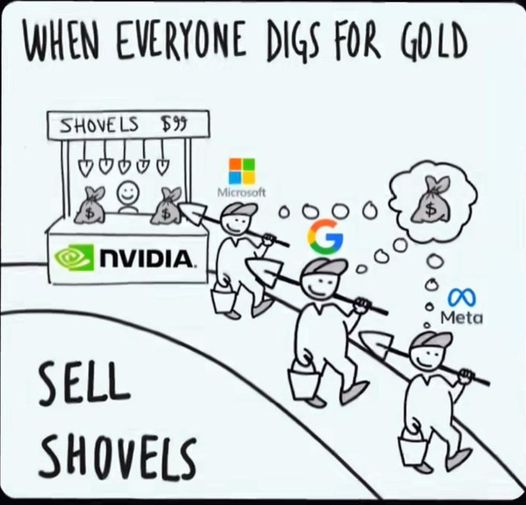 WHEN EVERYONE DIGS FOR GOLD
SHOVELS $99
$ $
NVIDIA.
Microsoft
G
$
Meta
SELL
SHOVELS